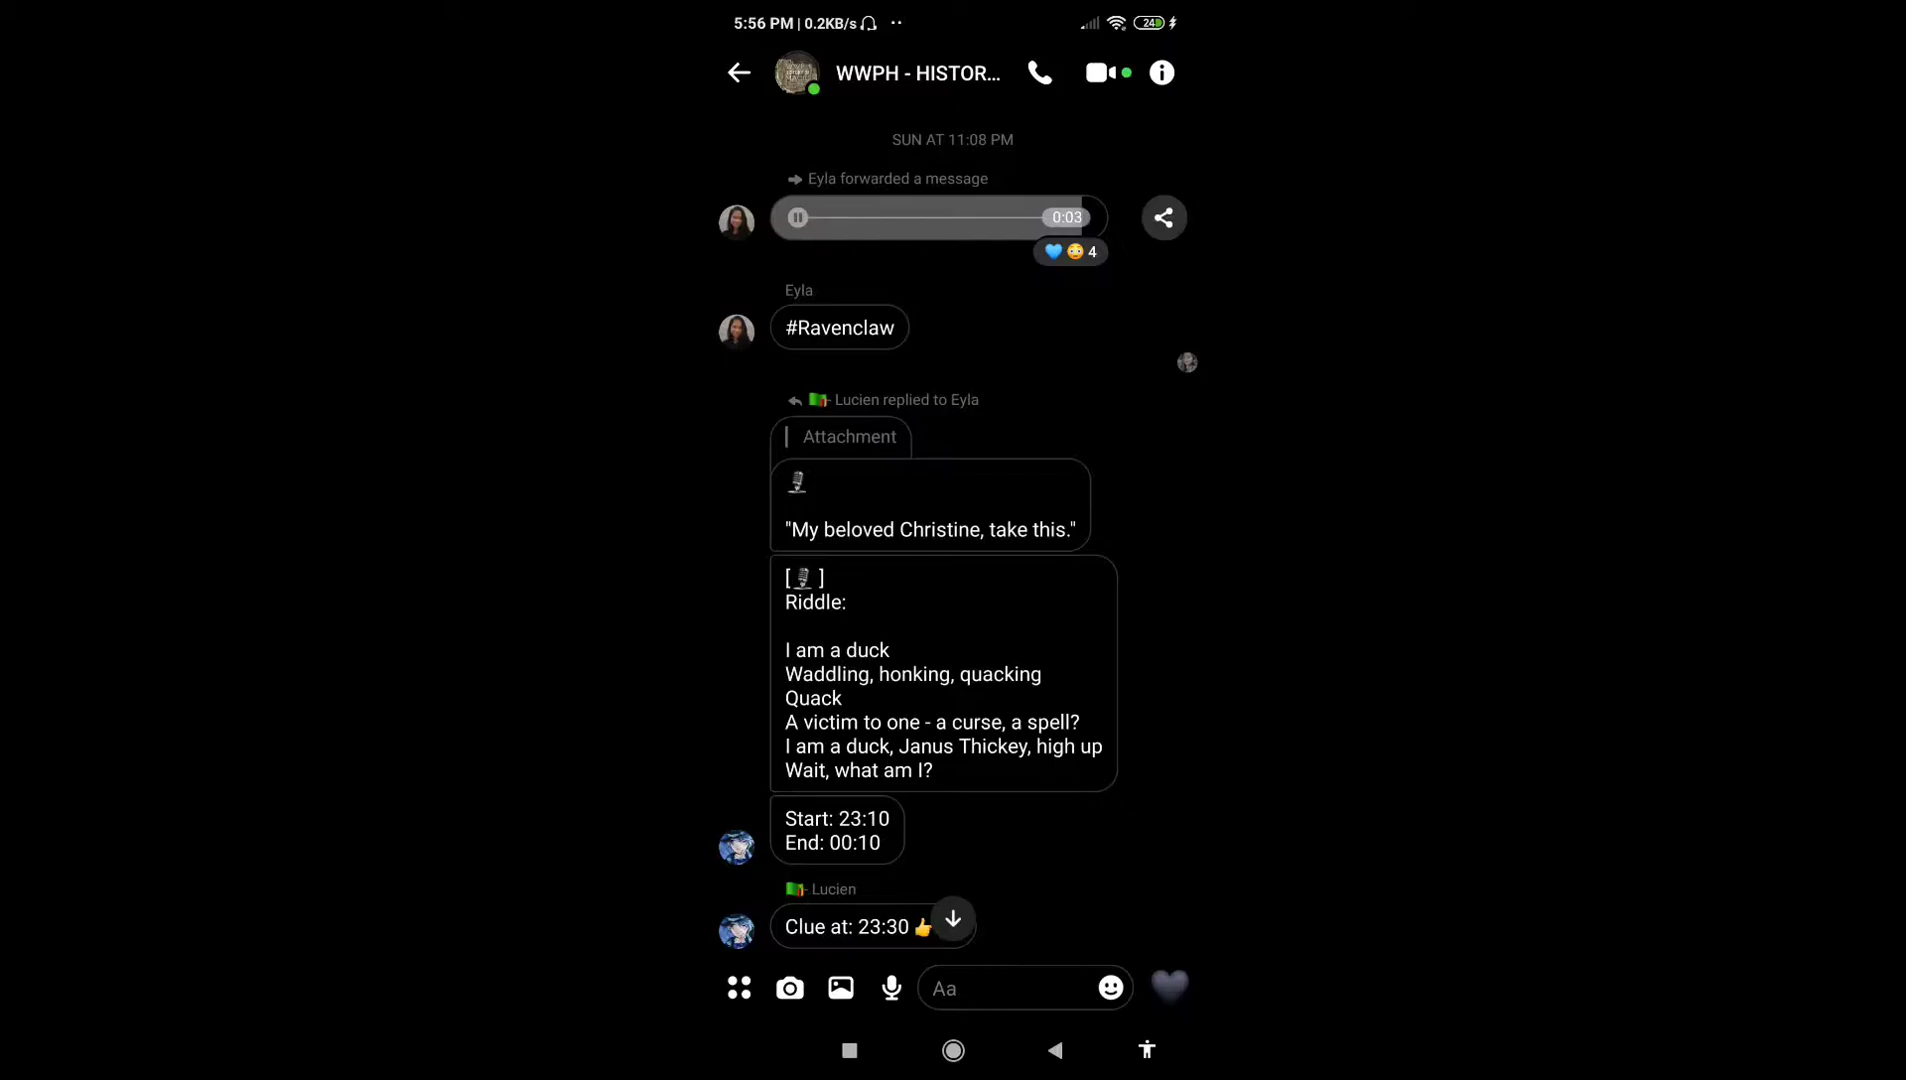 5:56 PM | 0.2KB/s
24
WWPH - HISTOR...
SUN AT 11:08 PM
Eyla forwarded a message
0:03
4
Eyla
#Ravenclaw
Lucien replied to Eyla
Attachment
"My beloved Christine, take this."
[🎙]
Riddle:
I am a duck
Waddling, honking, quacking
Quack
A victim to one - a curse, a spell?
I am a duck, Janus Thickey, high up
Wait, what am I?
Start: 23:10
End: 00:10
Lucien
Clue at: 23:30 👍
Aa